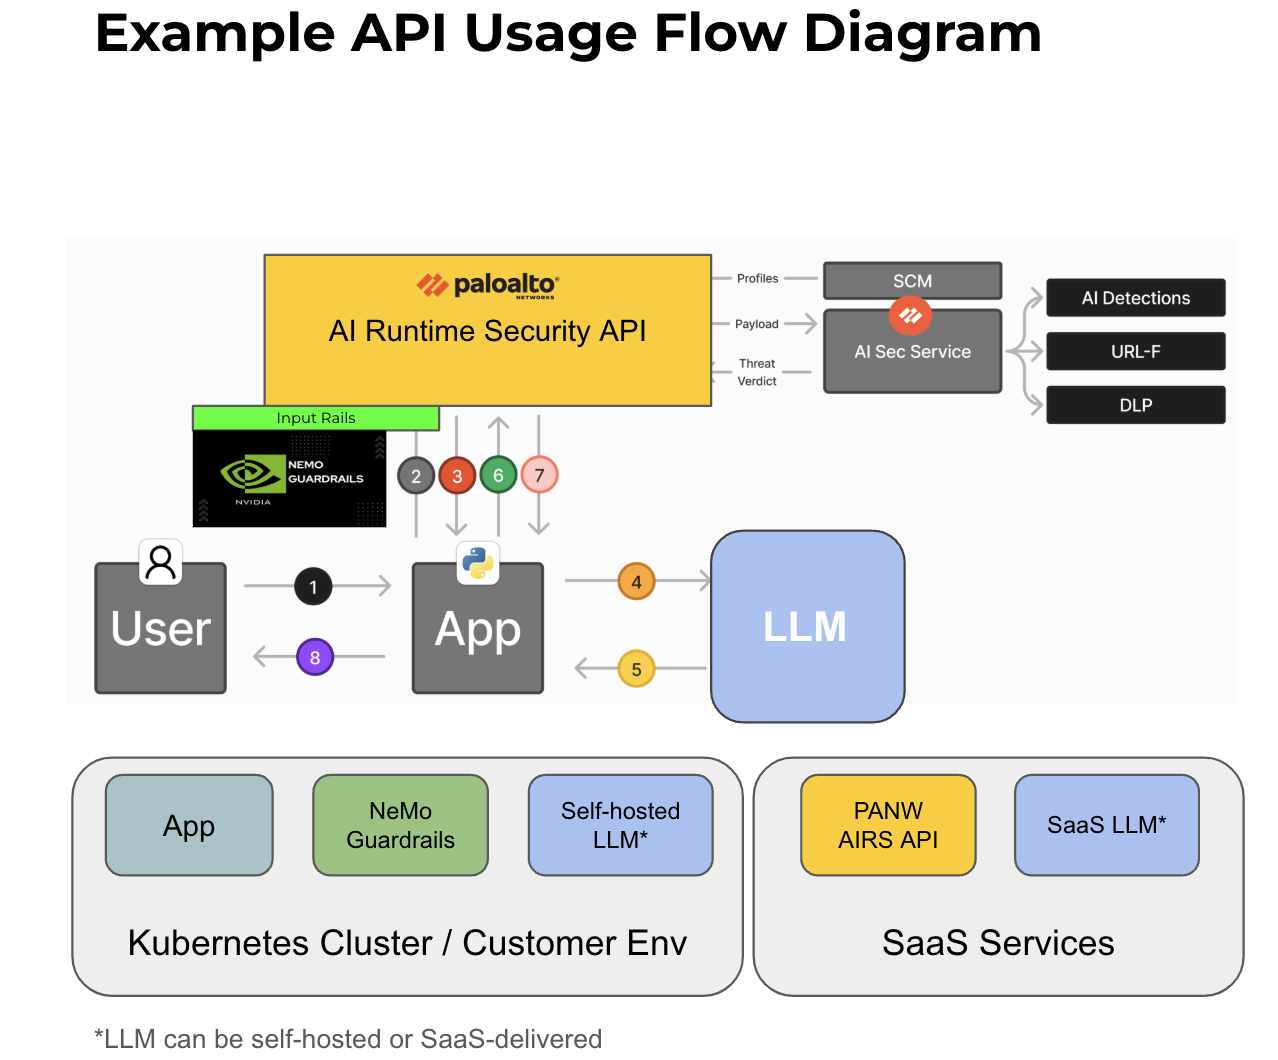 Example API Usage Flow Diagram
paloalto®
NETWORKS
AI Runtime Security API
Profiles
Payload
Threat
Verdict
SCM
AI Sec Service
AI Detections
URL-F
DLP
Input Rails
NEMO
GUARDRAILS
NVIDIA
2
3
6
7
User
1
8
App
4
5
LLM
App
NeMo
Guardrails
Self-hosted
LLM*
Kubernetes Cluster / Customer Env
PANW
AIRS API
SaaS LLM*
SaaS Services
*LLM can be self-hosted or SaaS-delivered